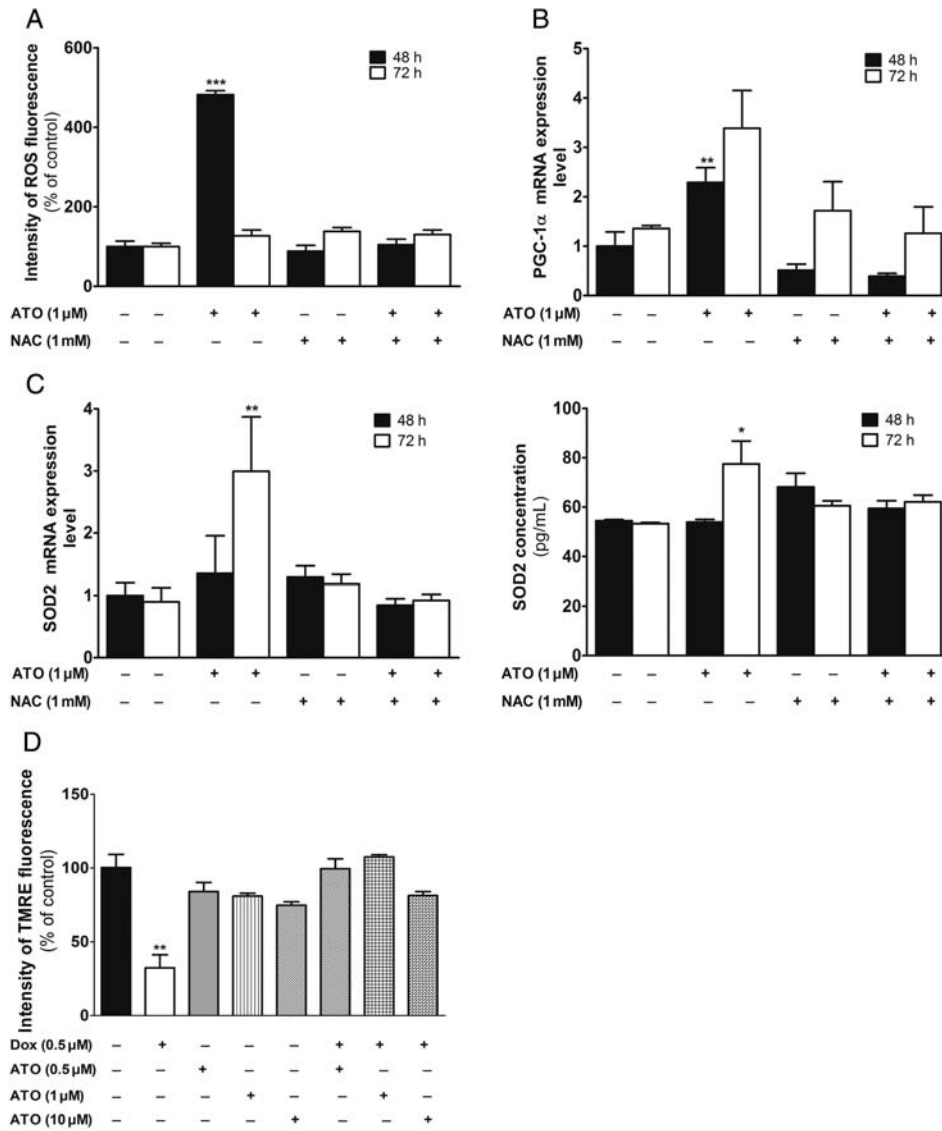 A
Intensity of ROS fluorescence
(% of control)
600
400
200
0
48 h
72 h
***
ATO (1 µM) – – + + – – + +
NAC (1 mM) – – – – + + + +
B
PGC-1α mRNA expression
level
5
4
3
2
1
0
48 h
72 h
**
ATO (1 µM) – – + + – – + +
NAC (1 mM) – – – – + + + +
C
SOD2 mRNA expression
level
4
3
2
1
0
48 h
72 h
**
ATO (1 µM) – – + + – – + +
NAC (1 mM) – – – – + + + +
SOD2 concentration
(pg/mL)
100
80
60
40
20
0
48 h
72 h
*
ATO (1 µM) – – + + – – + +
NAC (1 mM) – – – – + + + +
D
Intensity of TMRE fluorescence
(% of control)
150
100
50
0
**
Dox (0.5 µM) – + – – – + + +
ATO (0.5 µM) – – + – – + – –
ATO (1 µM) – – – + – – + –
ATO (10 µM) – – – – + – – +